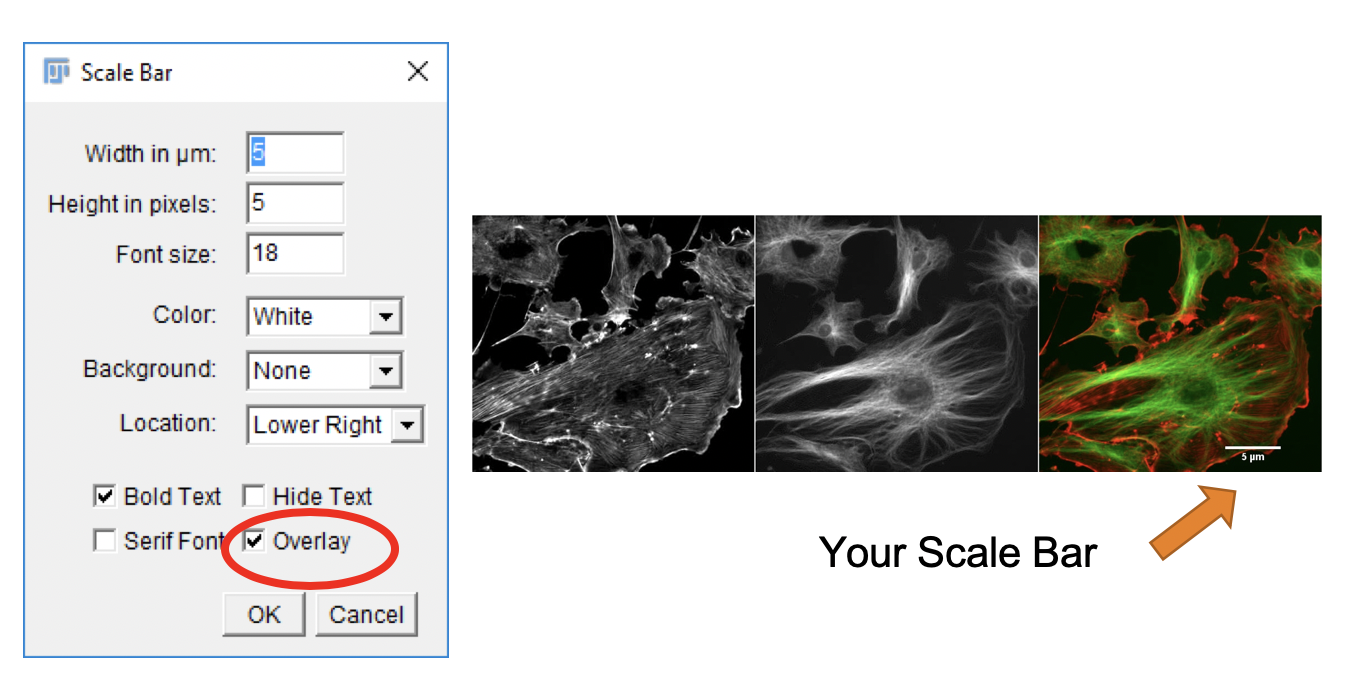 Scale Bar
Width in µm: 5
Height in pixels: 5
Font size: 18
Color: White
Background: None
Location: Lower Right
Bold Text Hide Text
Serif Font Overlay
OK Cancel
5 µm
Your Scale Bar